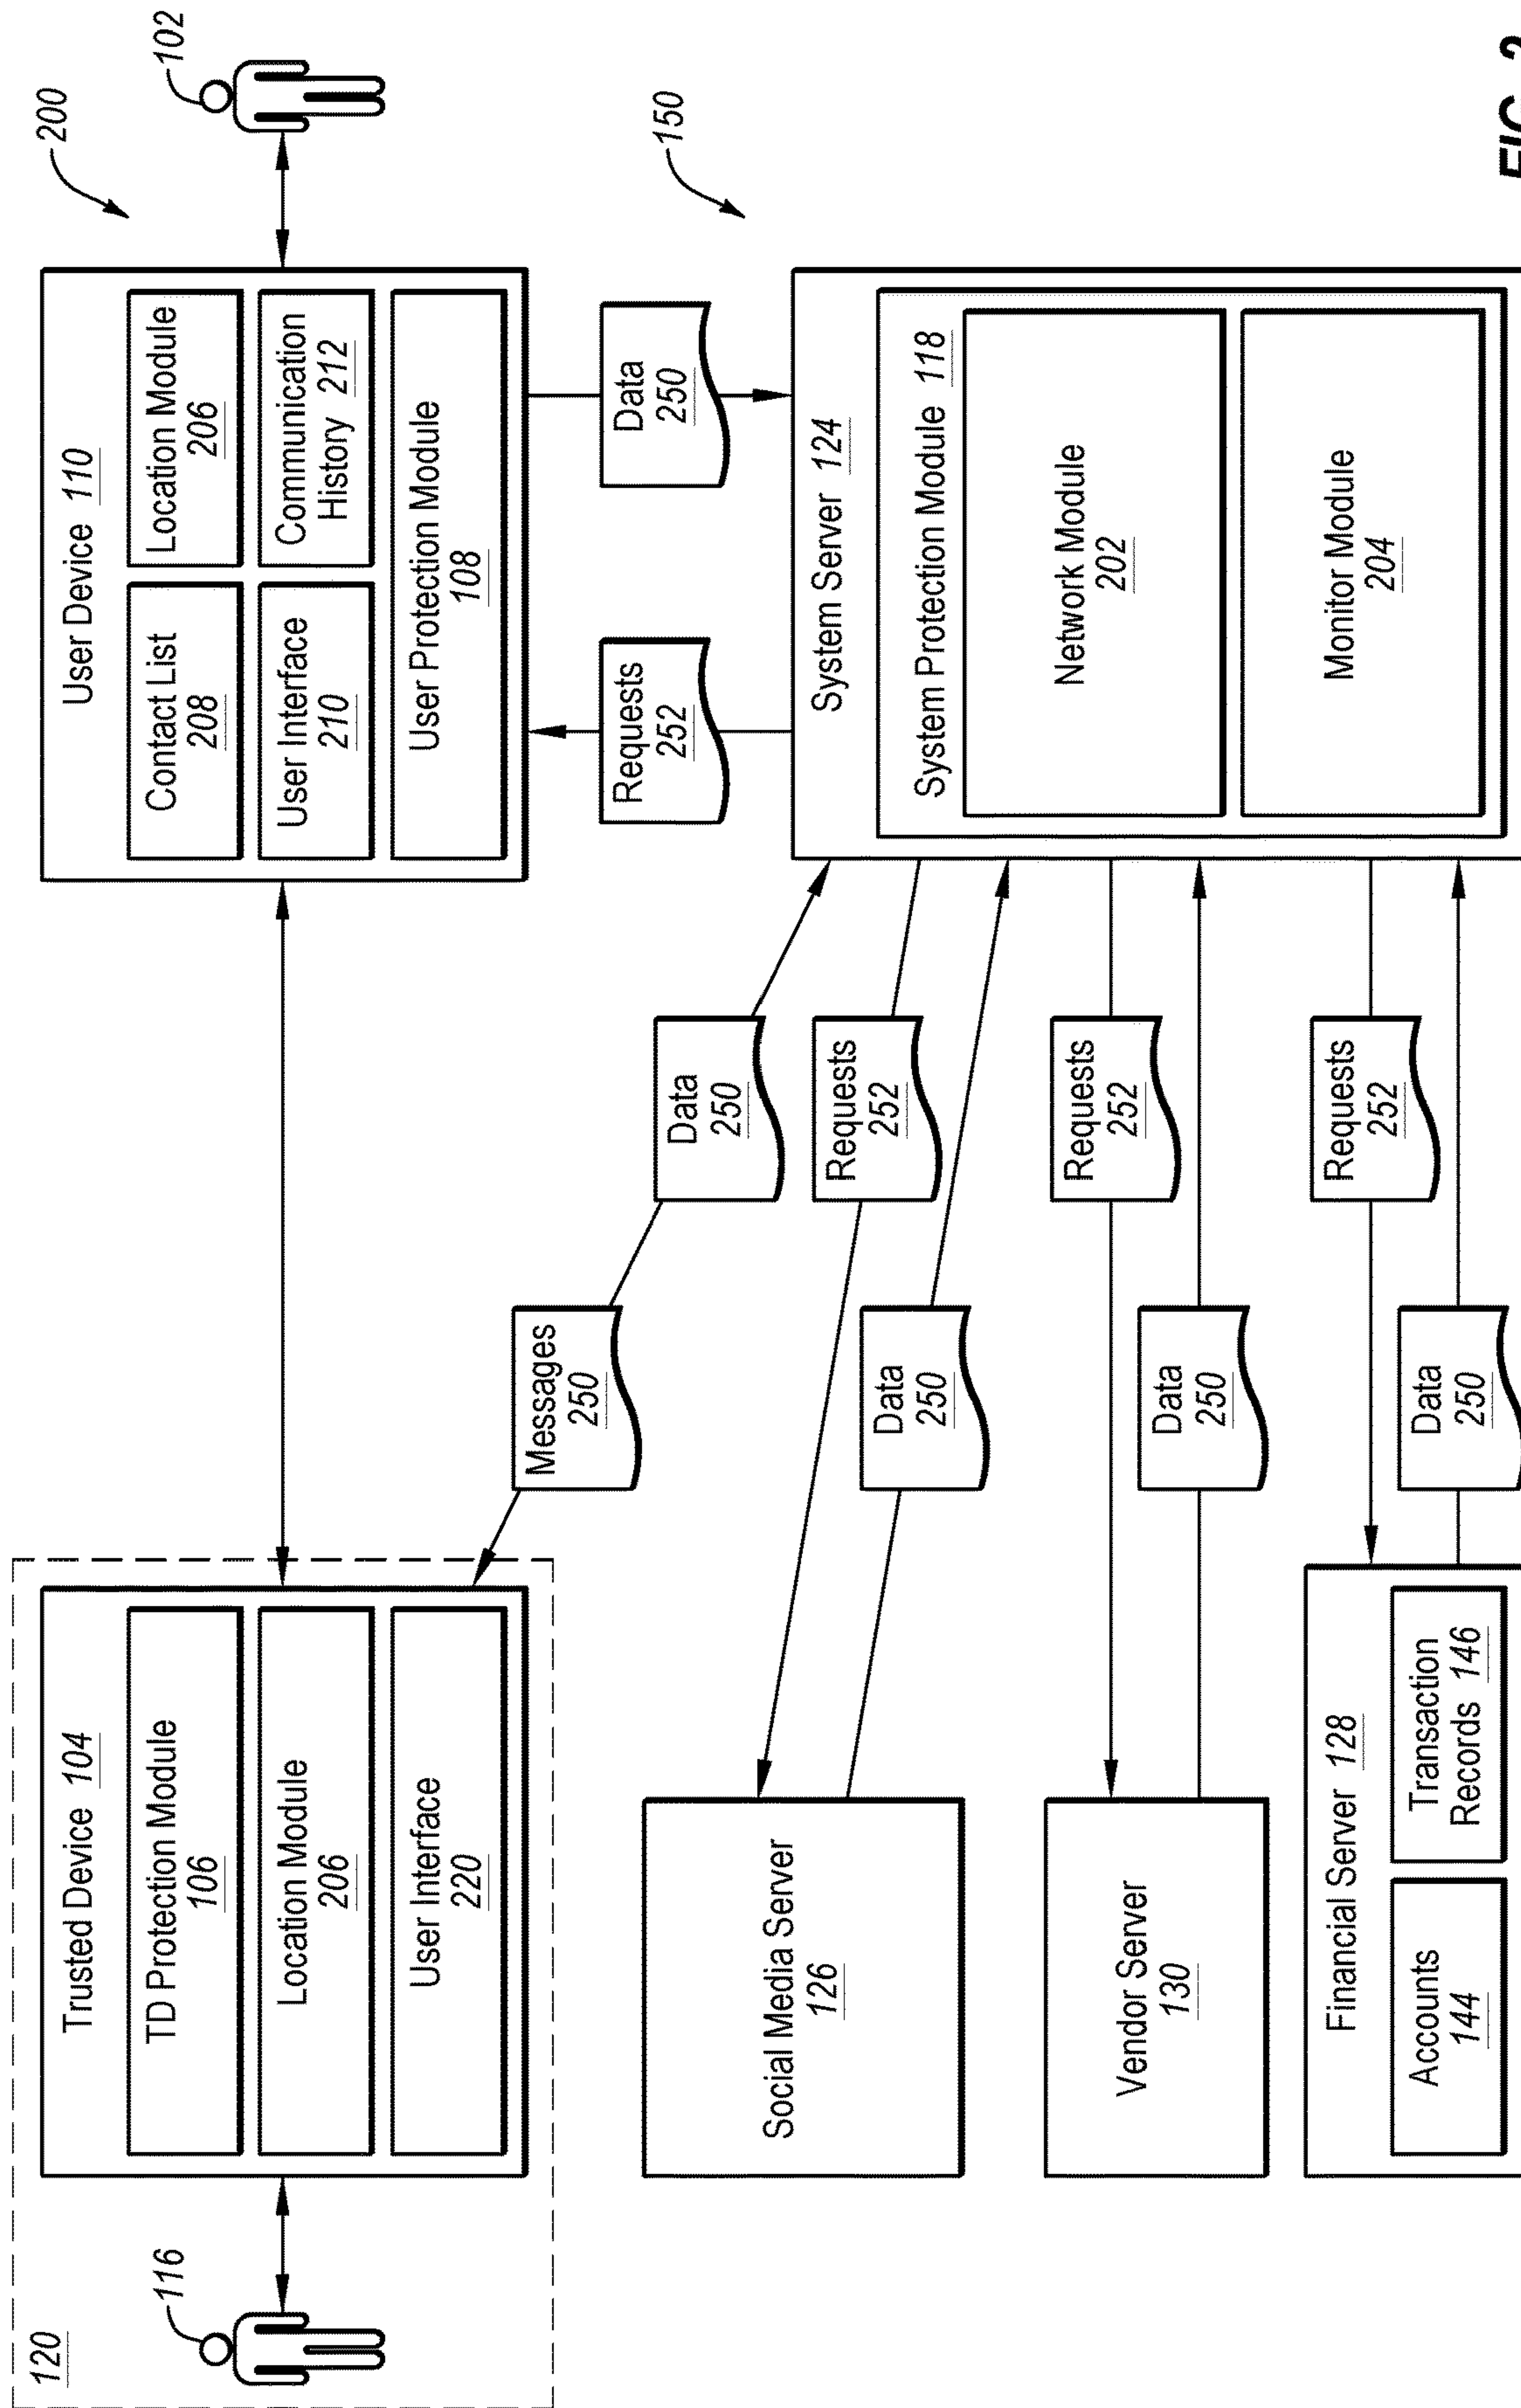 120
116
Trusted Device 104
TD Protection Module
106
Location Module
206
User Interface
220
200
102
User Device 110
Contact List
208
Location Module
206
User Interface
210
Communication
History 212
User Protection Module
108
Messages
250
Data
250
Requests
252
Data
250
150
Social Media Server
126
Requests
252
Data
250
System Server 124
System Protection Module 118
Network Module
202
Monitor Module
204
Vendor Server
130
Requests
252
Data
250
Financial Server 128
Accounts
144
Transaction
Records 146
Requests
252
Data
250
FIG. 2